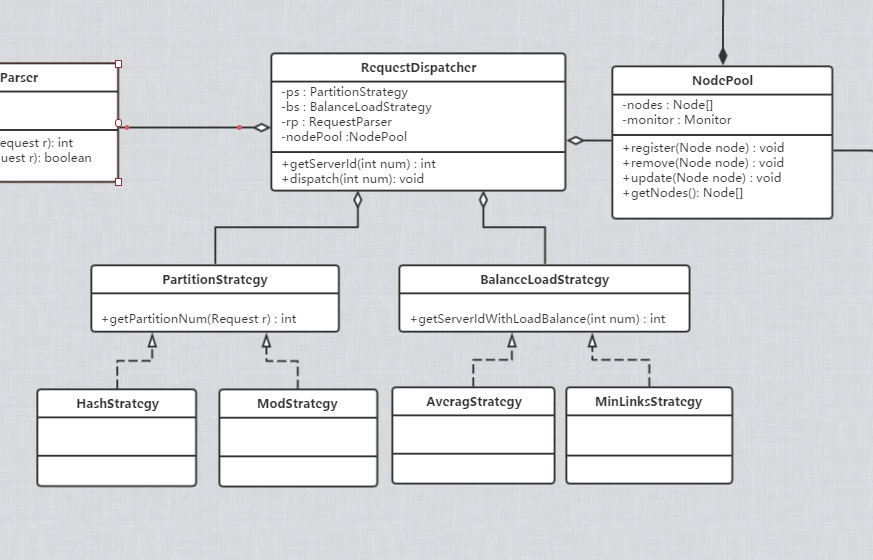 Parser
equest r): int
uest r): boolean
RequestDispatcher
-ps : PartitionStrategy
-bs : BalanceLoadStrategy
-rp : RequestParser
-nodePool :NodePool
+getServerId(int num) : int
+dispatch(int num): void
NodePool
-nodes : Node[]
-monitor : Monitor
+register(Node node) : void
+remove(Node node) : void
+update(Node node) : void
+getNodes(): Node[]
PartitionStrategy
+getPartitionNum(Request r) : int
BalanceLoadStrategy
+getServerIdWithLoadBalance(int num) : int
HashStrategy
ModStrategy
AveragStrategy
MinLinksStrategy